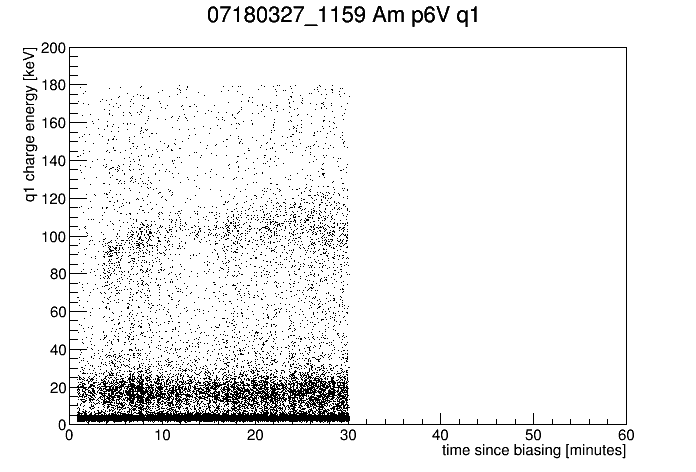 07180327_1159 Am p6V q1
q1 charge energy [keV]
200
180
160
140
120
100
80
60
40
20
0
0 10 20 30 40 50 60
time since biasing [minutes]